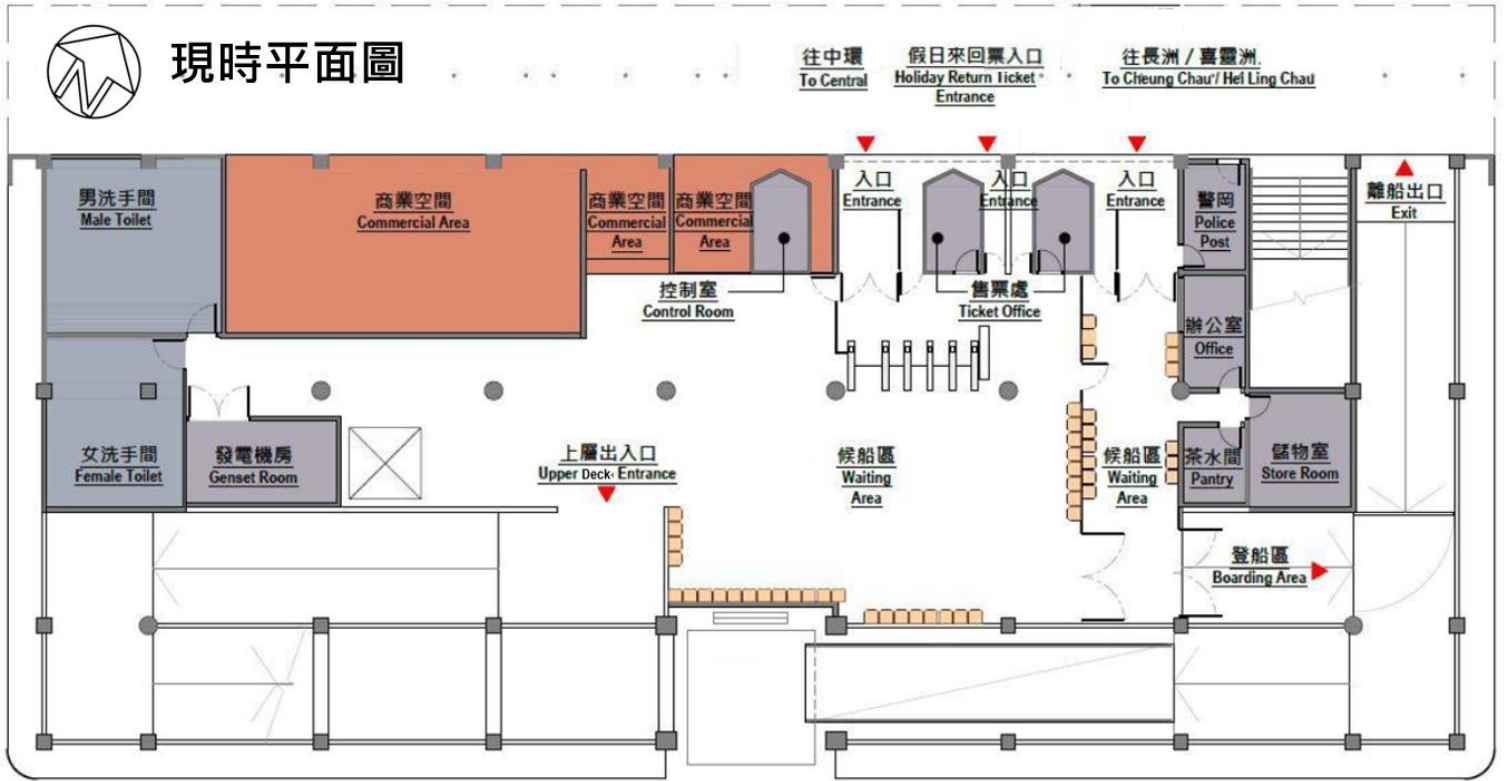 現時平面圖
往中環
To Central
假日來回票入口
Holiday Return Ticket
Entrance
往長洲 / 喜靈洲
To Cheung Chau / Hei Ling Chau
男洗手間
Male Toilet
商業空間
Commercial Area
商業空間
Commercial
Area
商業空間
Commercial
Area
入口
Entrance
入口
Entrance
入口
Entrance
警岡
Police
Post
離船出口
Exit
控制室
Control Room
售票處
Ticket Office
辦公室
Office
女洗手間
Female Toilet
發電機房
Genset Room
上層出入口
Upper Deck Entrance
候船區
Waiting
Area
候船區
Waiting
Area
茶水間
Pantry
儲物室
Store Room
登船區
Boarding Area